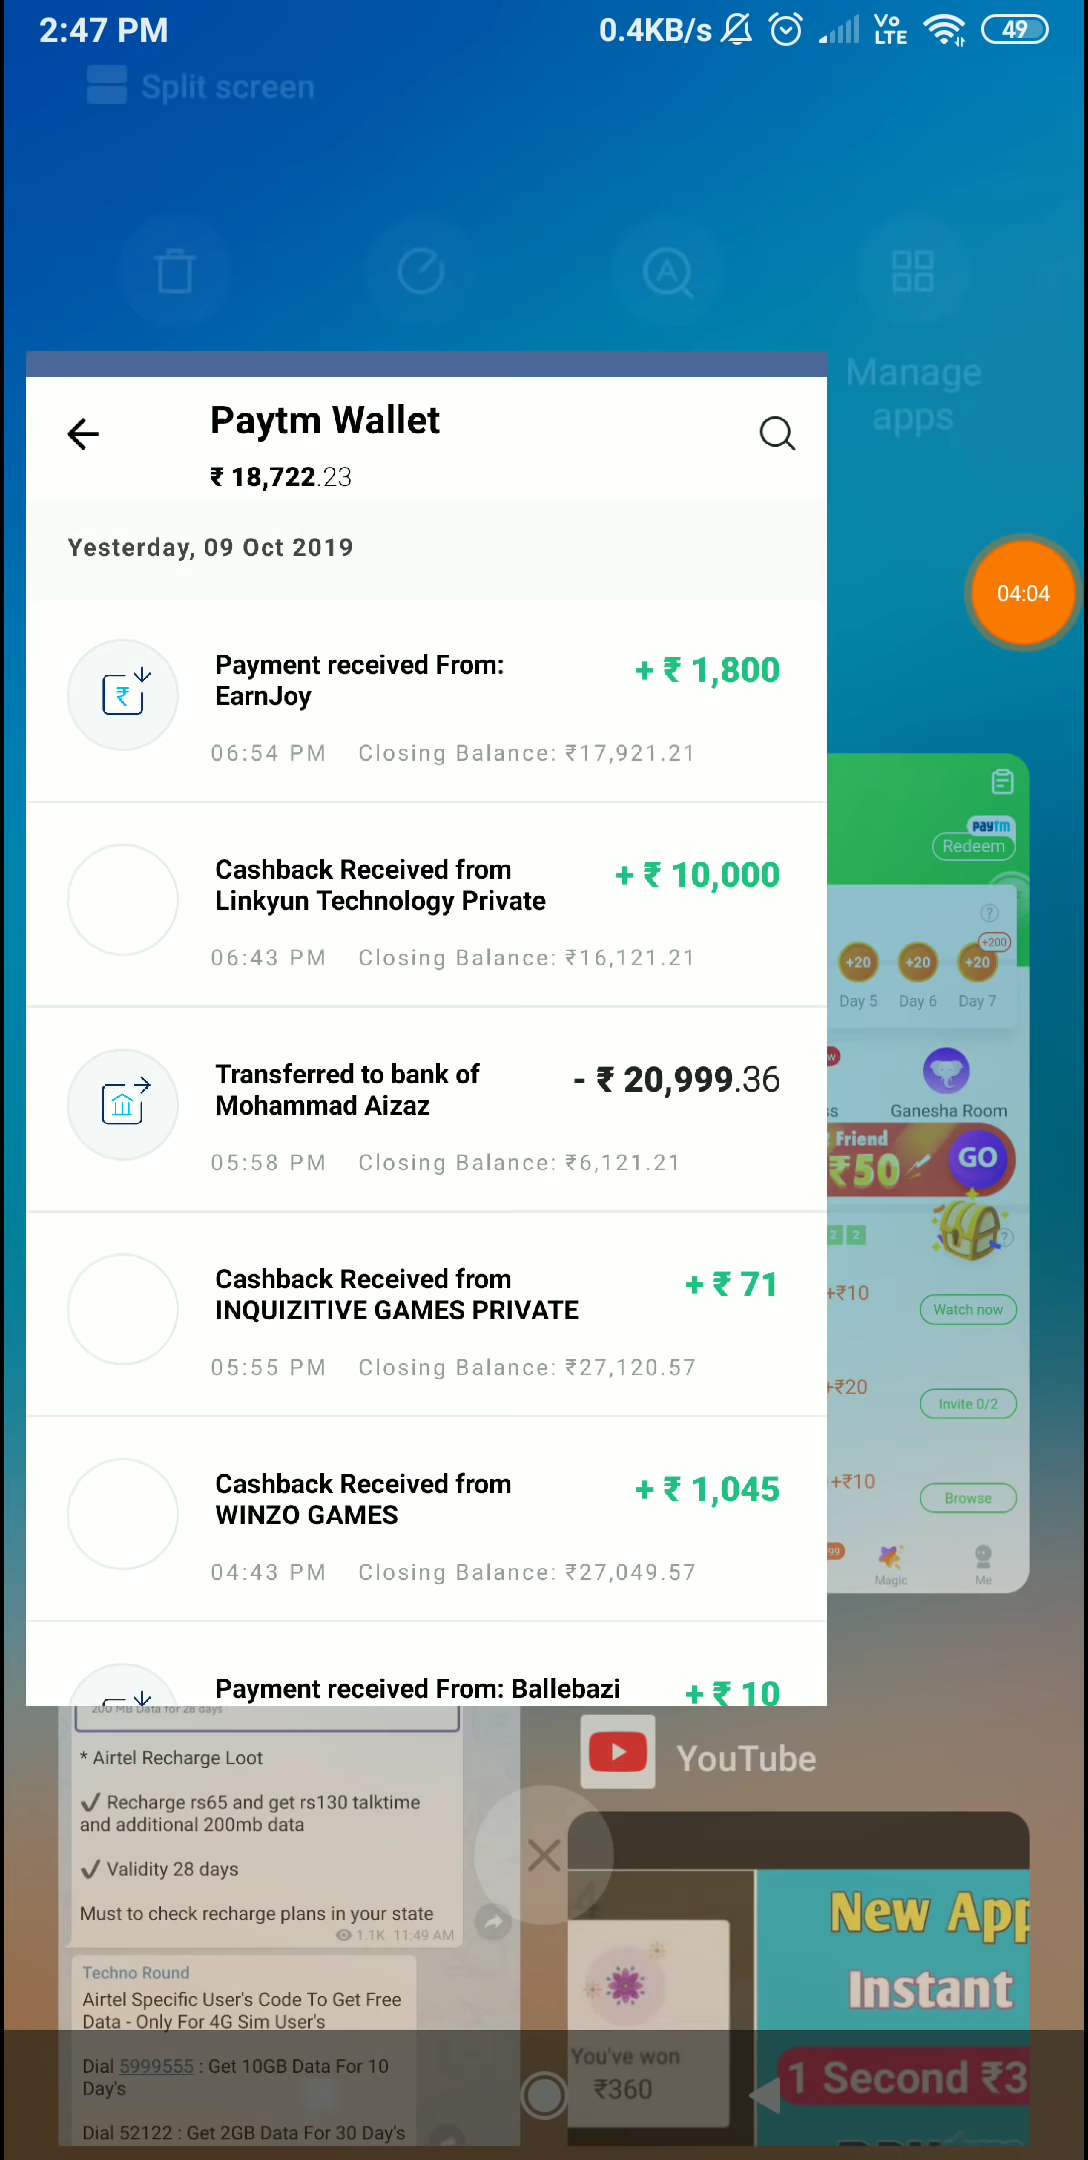 2:47 PM
0.4KB/s
Vo
LTE
49
Split screen
Manage
apps
Paytm Wallet
₹ 18,722.23
Yesterday, 09 Oct 2019
04:04
Payment received From:
EarnJoy
+ ₹ 1,800
06:54 PM Closing Balance: ₹17,921.21
Cashback Received from
Linkyun Technology Private
+ ₹ 10,000
06:43 PM Closing Balance: ₹16,121.21
Transferred to bank of
Mohammad Aizaz
- ₹ 20,999.36
05:58 PM Closing Balance: ₹6,121.21
Cashback Received from
INQUIZITIVE GAMES PRIVATE
+ ₹ 71
05:55 PM Closing Balance: ₹27,120.57
Cashback Received from
WINZO GAMES
+ ₹ 1,045
04:43 PM Closing Balance: ₹27,049.57
Payment received From: Ballebazi
+ ₹ 10
paytm
Redeem
+200
+20 +20 +20
Day 5 Day 6 Day 7
Ganesha Room
Friend
₹50
GO
2 2
+₹10
Watch now
+₹20
Invite 0/2
+₹10
Browse
99
Magic
Me
200 MB Data for 28 days
* Airtel Recharge Loot
✓ Recharge rs65 and get rs130 talktime
and additional 200mb data
✓ Validity 28 days
Must to check recharge plans in your state
1.1K 11:49 AM
Techno Round
Airtel Specific User's Code To Get Free
Data - Only For 4G Sim User's
Dial 5999555 : Get 10GB Data For 10
Day's
Dial 52122 : Get 2GB Data For 30 Day's
YouTube
You've won
₹360
New App
Instant
1 Second ₹3